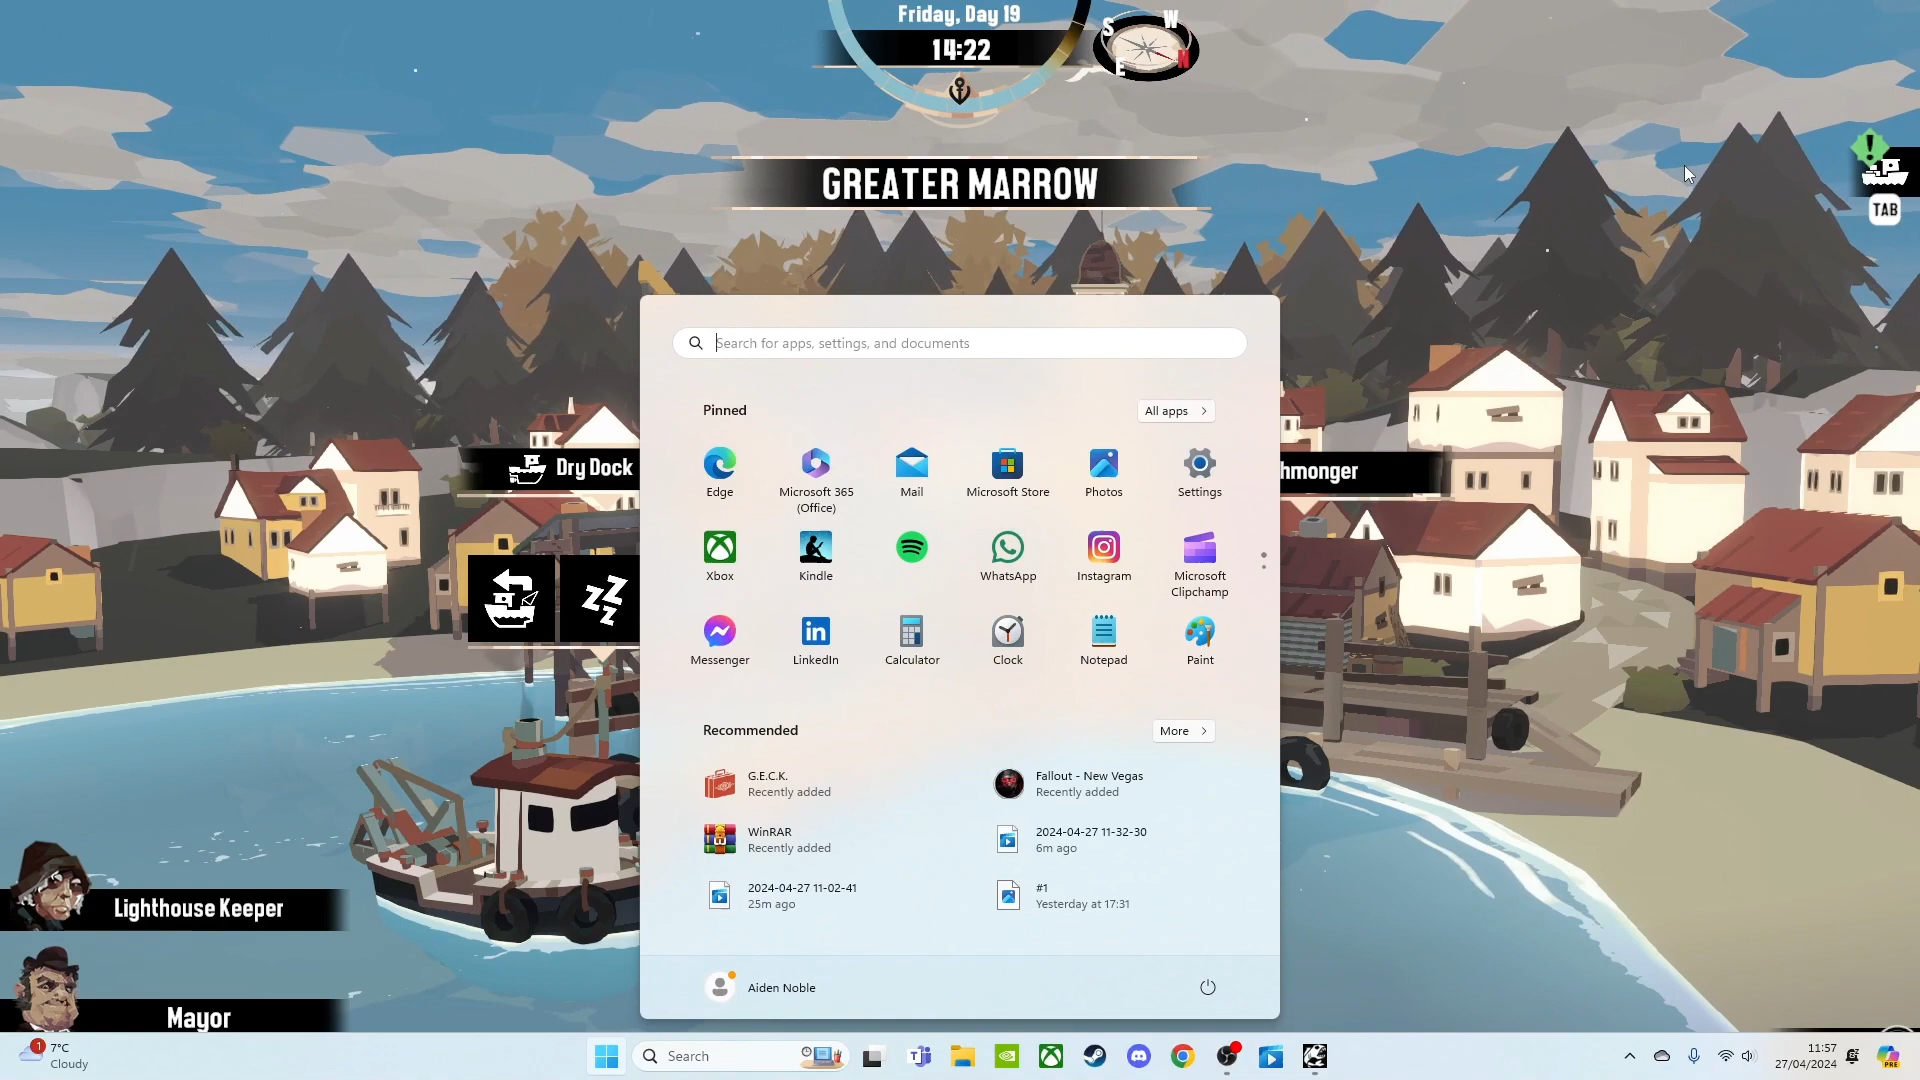 Friday, Day 19
14:22
S
W
E
N
GREATER MARROW
TAB
Search for apps, settings, and documents
Pinned
All apps
Edge
Microsoft 365
(Office)
Mail
Microsoft Store
Photos
Settings
Dry Dock
hmonger
Xbox
Kindle
WhatsApp
Instagram
Microsoft
Clipchamp
zzz
Messenger
LinkedIn
Calculator
Clock
Notepad
Paint
Recommended
More
G.E.C.K.
Recently added
Fallout - New Vegas
Recently added
WinRAR
Recently added
2024-04-27 11-32-30
6m ago
2024-04-27 11-02-41
25m ago
#1
Yesterday at 17:31
Lighthouse Keeper
Mayor
Aiden Noble
1
7°C
Cloudy
Search
11:57
27/04/2024
PRE